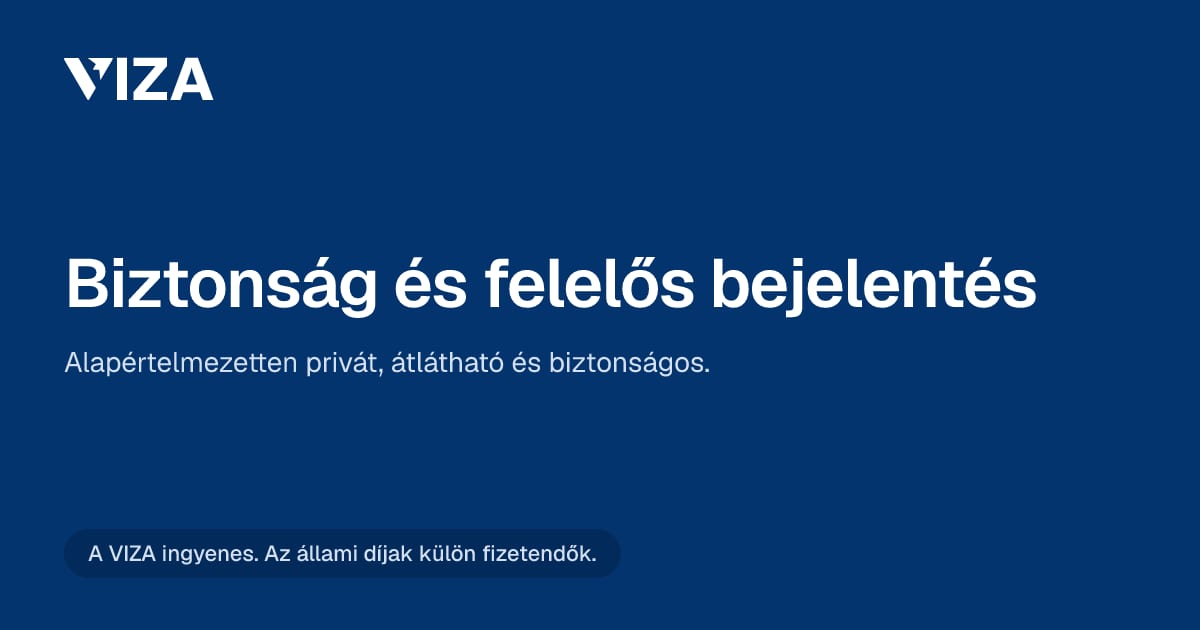 VIZA
Biztonság és felelős bejelentés
Alapértelmezetten privát, átlátható és biztonságos.
A VIZA ingyenes. Az állami díjak külön fizetendők.